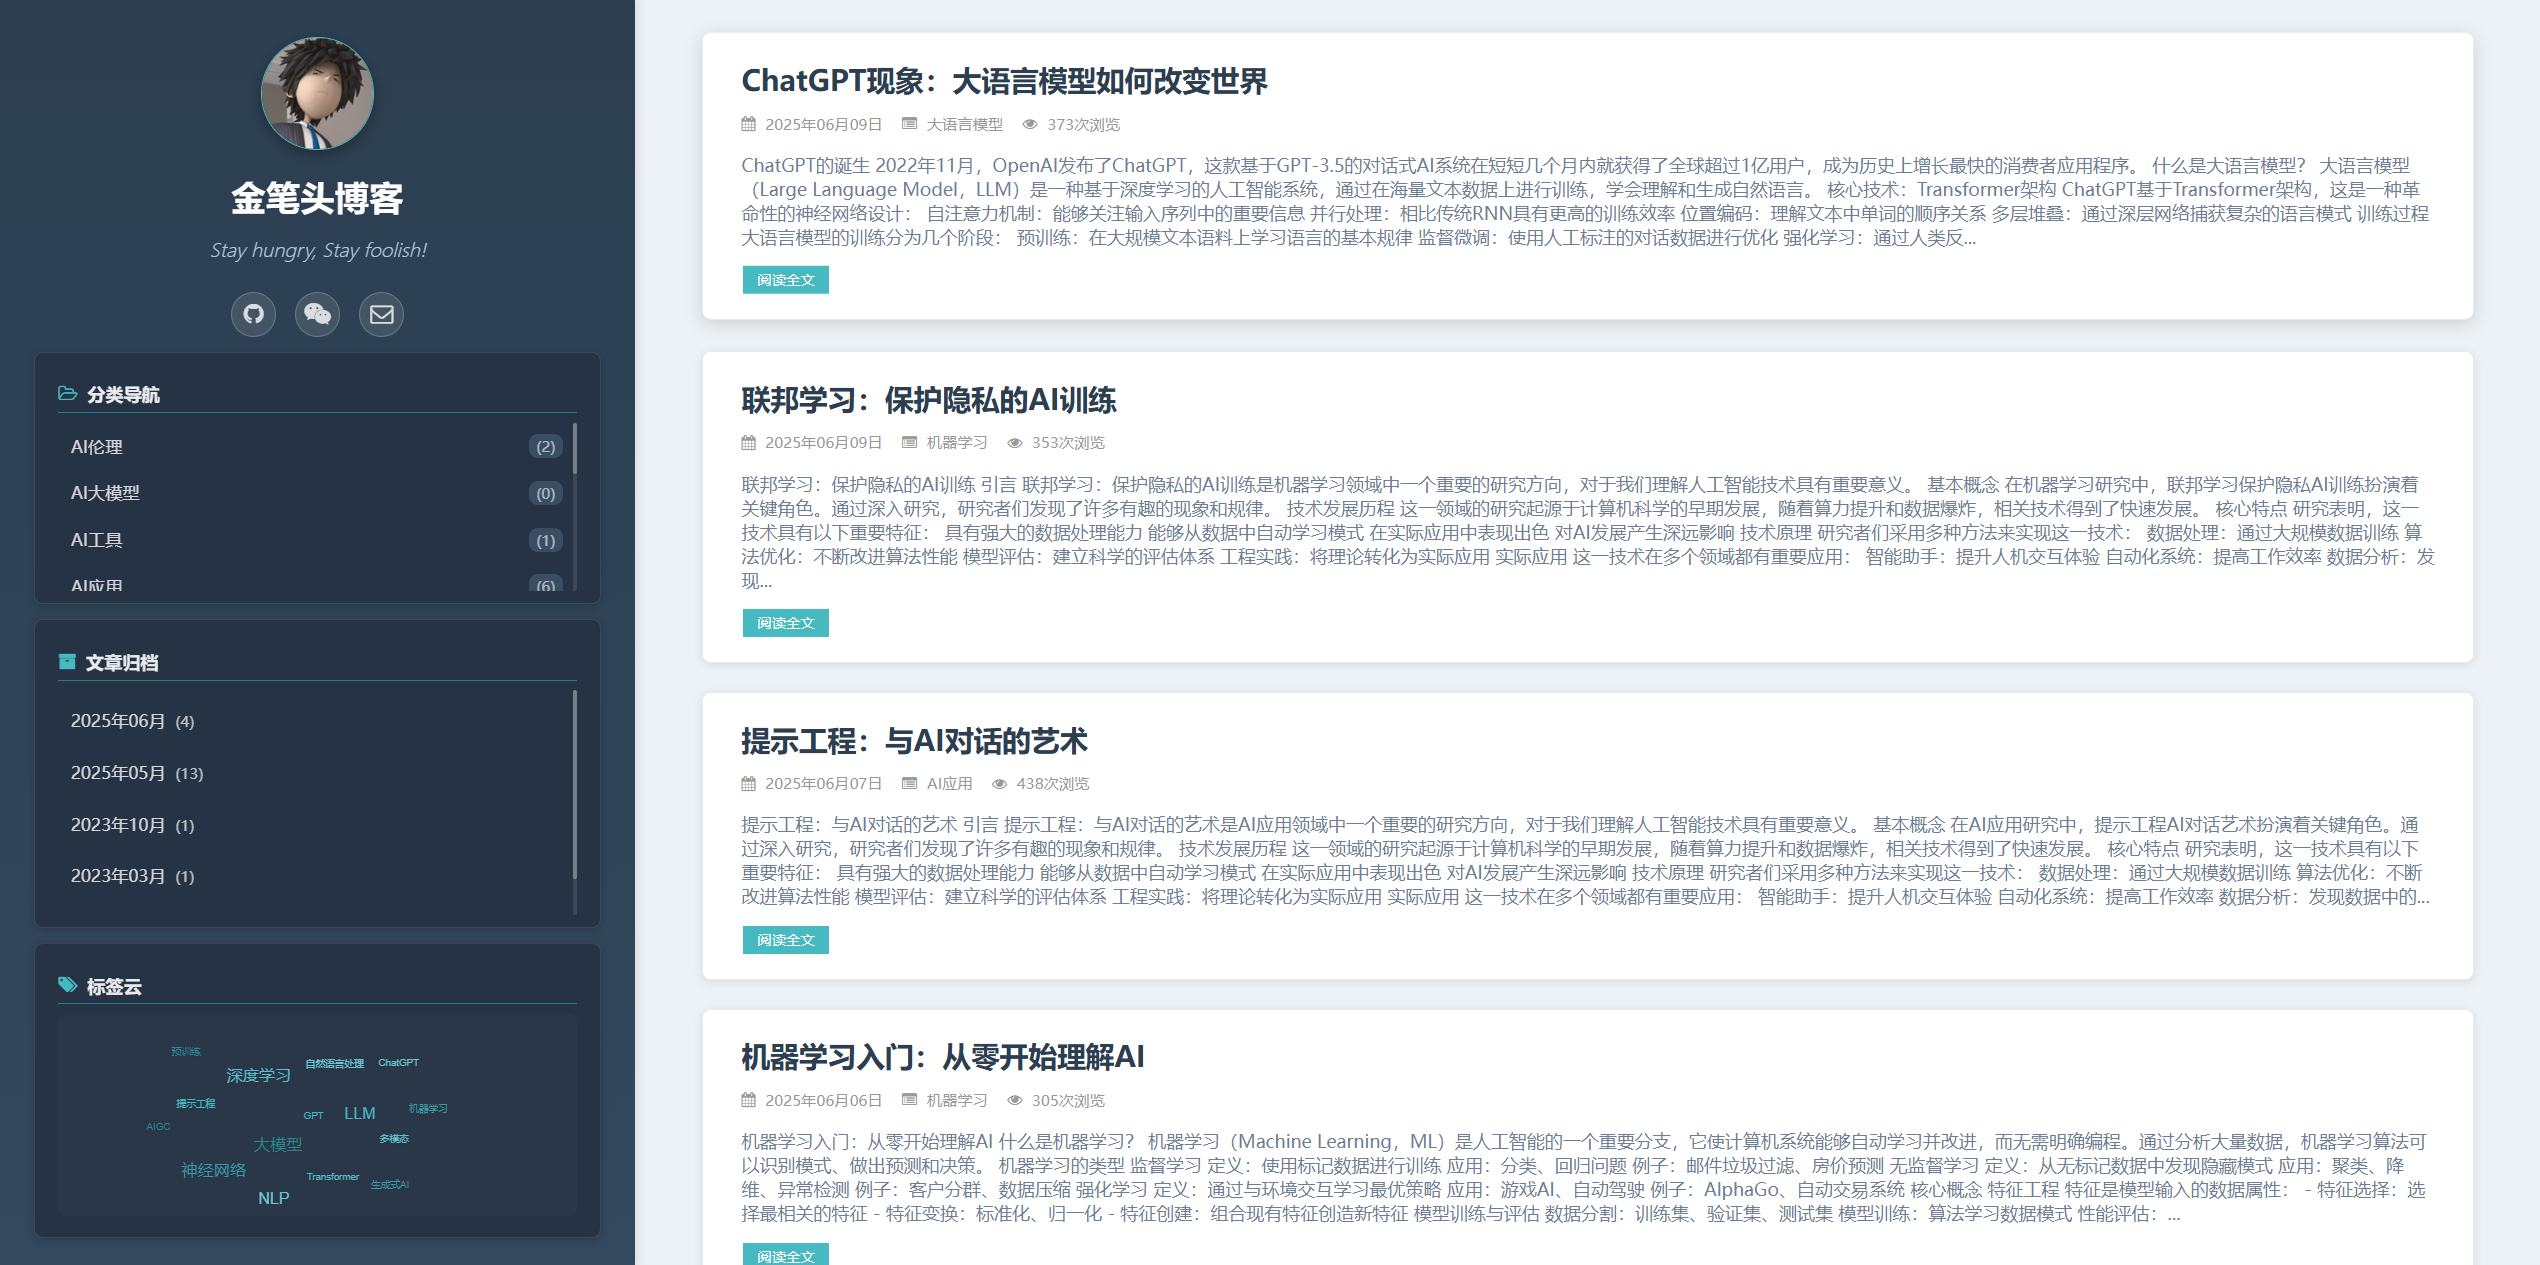 金笔头博客
Stay hungry, Stay foolish!
分类导航
AI伦理 (2)
AI大模型 (0)
AI工具 (1)
AI应用 (6)
文章归档
2025年06月 (4)
2025年05月 (13)
2023年10月 (1)
2023年03月 (1)
标签云
预训练
自然语言处理 ChatGPT
深度学习
提示工程
GPT LLM 机器学习
AIGC
大模型 多模态
神经网络
Transformer 生成式AI
NLP
ChatGPT现象：大语言模型如何改变世界
2025年06月09日 大语言模型 373次浏览
ChatGPT的诞生 2022年11月，OpenAI发布了ChatGPT，这款基于GPT-3.5的对话式AI系统在短短几个月内就获得了全球超过1亿用户，成为历史上增长最快的消费者应用程序。 什么是大语言模型？ 大语言模型
（Large Language Model，LLM）是一种基于深度学习的人工智能系统，通过在海量文本数据上进行训练，学会理解和生成自然语言。 核心技术：Transformer架构 ChatGPT基于Transformer架构，这是一种革
命性的神经网络设计： 自注意力机制：能够关注输入序列中的重要信息 并行处理：相比传统RNN具有更高的训练效率 位置编码：理解文本中单词的顺序关系 多层堆叠：通过深层网络捕获复杂的语言模式 训练过程
大语言模型的训练分为几个阶段： 预训练：在大规模文本语料上学习语言的基本规律 监督微调：使用人工标注的对话数据进行优化 强化学习：通过人类反...
阅读全文
联邦学习：保护隐私的AI训练
2025年06月09日 机器学习 353次浏览
联邦学习：保护隐私的AI训练 引言 联邦学习：保护隐私的AI训练是机器学习领域中一个重要的研究方向，对于我们理解人工智能技术具有重要意义。 基本概念 在机器学习研究中，联邦学习保护隐私AI训练扮演着
关键角色。通过深入研究，研究者们发现了许多有趣的现象和规律。 技术发展历程 这一领域的研究起源于计算机科学的早期发展，随着算力提升和数据爆炸，相关技术得到了快速发展。 核心特点 研究表明，这一
技术具有以下重要特征： 具有强大的数据处理能力 能够从数据中自动学习模式 在实际应用中表现出色 对AI发展产生深远影响 技术原理 研究者们采用多种方法来实现这一技术： 数据处理：通过大规模数据训练 算
法优化：不断改进算法性能 模型评估：建立科学的评估体系 工程实践：将理论转化为实际应用 实际应用 这一技术在多个领域都有重要应用： 智能助手：提升人机交互体验 自动化系统：提高工作效率 数据分析：发
现...
阅读全文
提示工程：与AI对话的艺术
2025年06月07日 AI应用 438次浏览
提示工程：与AI对话的艺术 引言 提示工程：与AI对话的艺术是AI应用领域中一个重要的研究方向，对于我们理解人工智能技术具有重要意义。 基本概念 在AI应用研究中，提示工程AI对话艺术扮演着关键角色。通
过深入研究，研究者们发现了许多有趣的现象和规律。 技术发展历程 这一领域的研究起源于计算机科学的早期发展，随着算力提升和数据爆炸，相关技术得到了快速发展。 核心特点 研究表明，这一技术具有以下
重要特征： 具有强大的数据处理能力 能够从数据中自动学习模式 在实际应用中表现出色 对AI发展产生深远影响 技术原理 研究者们采用多种方法来实现这一技术： 数据处理：通过大规模数据训练 算法优化：不断
改进算法性能 模型评估：建立科学的评估体系 工程实践：将理论转化为实际应用 实际应用 这一技术在多个领域都有重要应用： 智能助手：提升人机交互体验 自动化系统：提高工作效率 数据分析：发现数据中的...
阅读全文
机器学习入门：从零开始理解AI
2025年06月06日 机器学习 305次浏览
机器学习入门：从零开始理解AI 什么是机器学习？ 机器学习（Machine Learning，ML）是人工智能的一个重要分支，它使计算机系统能够自动学习并改进，而无需明确编程。通过分析大量数据，机器学习算法可
以识别模式、做出预测和决策。 机器学习的类型 监督学习 定义：使用标记数据进行训练 应用：分类、回归问题 例子：邮件垃圾过滤、房价预测 无监督学习 定义：从无标记数据中发现隐藏模式 应用：聚类、降
维、异常检测 例子：客户分群、数据压缩 强化学习 定义：通过与环境交互学习最优策略 应用：游戏AI、自动驾驶 例子：AlphaGo、自动交易系统 核心概念 特征工程 特征是模型输入的数据属性： - 特征选择：选
择最相关的特征 - 特征变换：标准化、归一化 - 特征创建：组合现有特征创造新特征 模型训练与评估 数据分割：训练集、验证集、测试集 模型训练：算法学习数据模式 性能评估：...
阅读全文